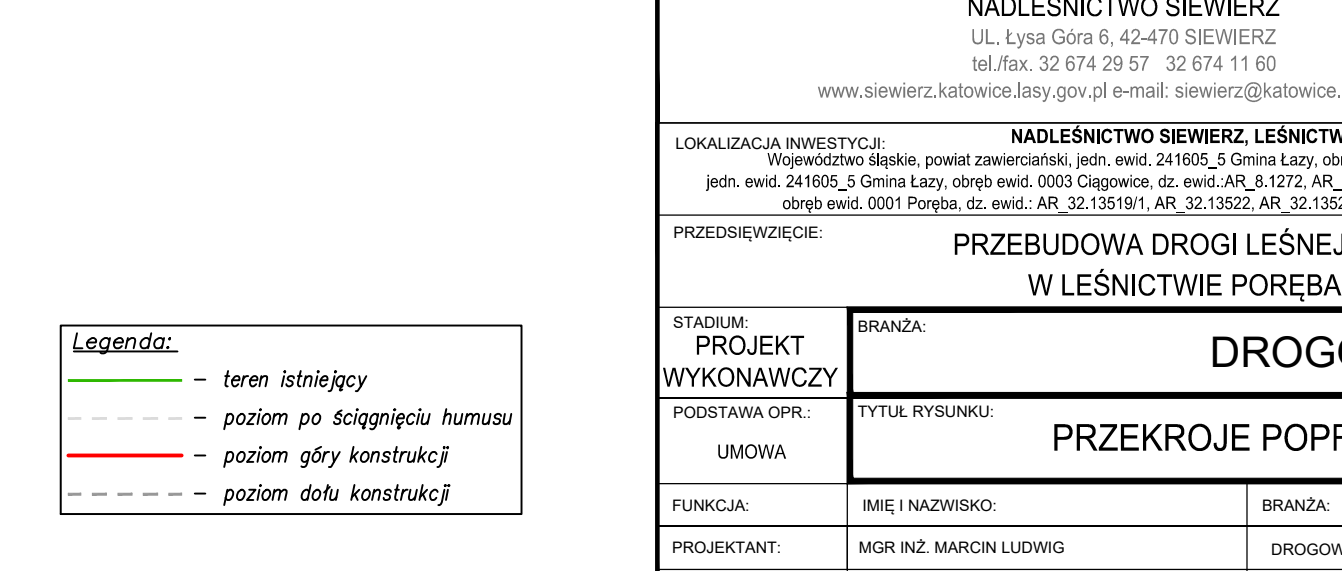 NADLEŚNICTWO SIEWIERZ
UL. Łysa Góra 6, 42-470 SIEWIERZ
tel./fax. 32 674 29 57 32 674 11 60
www.siewierz.katowice.lasy.gov.pl e-mail: siewierz@katowice.
LOKALIZACJA INWESTYCJI:
NADLEŚNICTWO SIEWIERZ, LEŚNICTW
Województwo śląskie, powiat zawierciański, jedn. ewid. 241605_5 Gmina Łazy, obr
jedn. ewid. 241605_5 Gmina Łazy, obręb ewid. 0003 Ciągowice, dz. ewid.:AR_8.1272, AR_
obręb ewid. 0001 Poręba, dz. ewid.: AR_32.13519/1, AR_32.13522, AR_32.1352
PRZEDSIĘWZIĘCIE:
PRZEBUDOWA DROGI LEŚNEJ
W LEŚNICTWIE PORĘBA
STADIUM:
PROJEKT
WYKONAWCZY
BRANŻA:
DROGO
PODSTAWA OPR.:
UMOWA
TYTUŁ RYSUNKU:
PRZEKROJE POPR
FUNKCJA:
IMIĘ I NAZWISKO:
BRANŻA:
PROJEKTANT:
MGR INŻ. MARCIN LUDWIG
DROGOW
Legenda:
– teren istniejący
– poziom po ściągnięciu humusu
– poziom góry konstrukcji
– poziom dołu konstrukcji